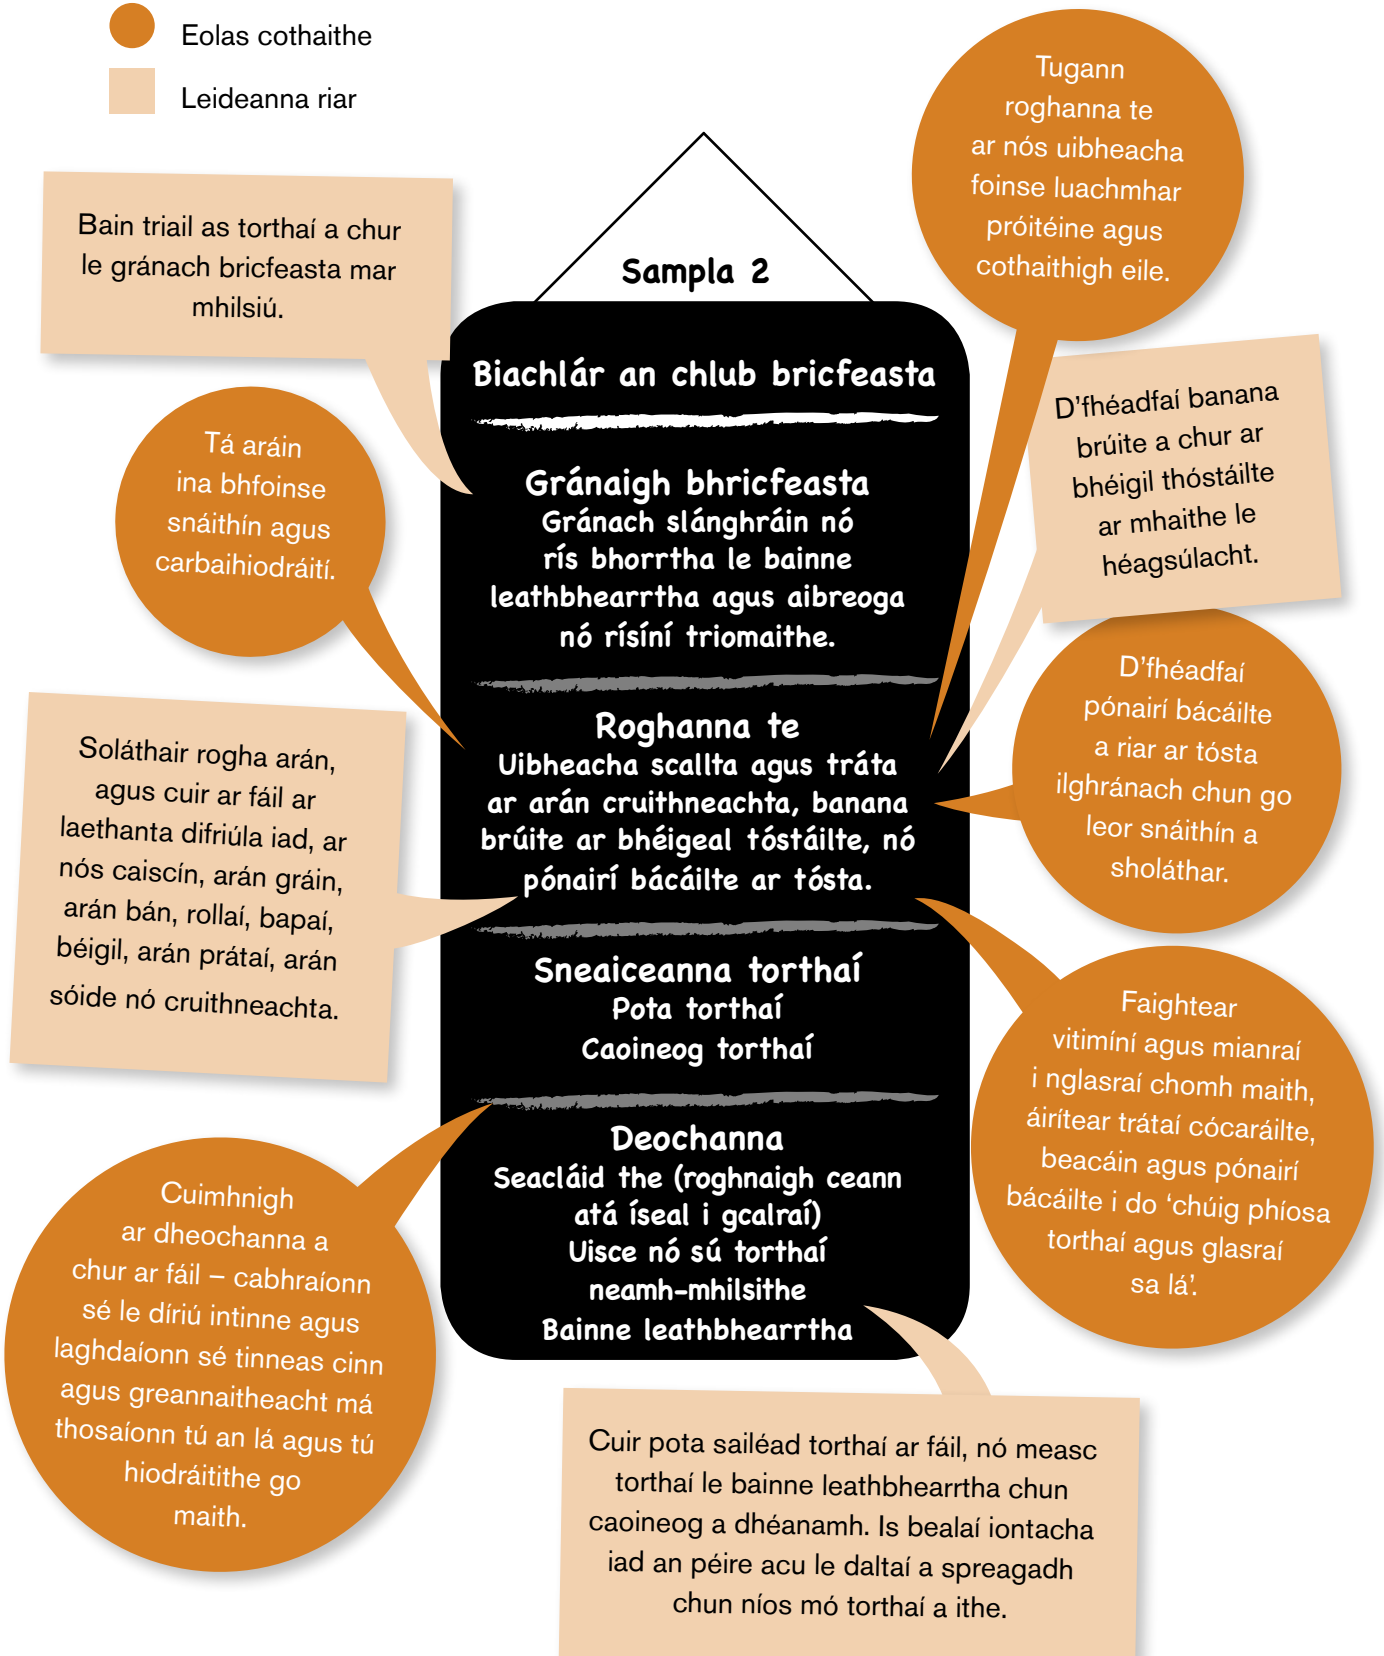 Eolas cothaithe
Leideanna riar
Tugann
roghanna te
ar nós uibheacha
foinse luachmhar
próitéine agus
cothaithigh eile.
Bain triail as torthaí a chur
le gránach bricfeasta mar
mhilsiú.
Sampla 2
Biachlár an chlub bricfeasta
D'fhéadfaí banana
brúite a chur ar
bhéigil thóstáilte
ar mhaithe le
héagsúlacht.
Tá aráin
ina bhfoinse
snáithín agus
carbaihiodráití.
Gránaigh bhricfeasta
Gránach slánghráin nó
rís bhorrtha le bainne
leathbhearrtha agus aibreoga
nó rísíní triomaithe.
D'fhéadfaí
pónairí bácáilte
a riar ar tósta
ilghránach chun go
leor snáithín a
sholáthar.
Soláthair rogha arán,
agus cuir ar fáil ar
laethanta difriúla iad, ar
nós caiscín, arán gráin,
arán bán, rollaí, bapaí,
béigil, arán prátaí, arán
sóide nó cruithneachta.
Roghanna te
Uibheacha scallta agus tráta
ar arán cruithneachta, banana
brúite ar bhéigeal tóstáilte, nó
pónairí bácáilte ar tósta.
Sneaiceanna torthaí
Pota torthaí
Caoineog torthaí
Faightear
vitimíní agus mianraí
i nglasraí chomh maith,
áirítear trátaí cócaráilte,
beacáin agus pónairí
bácáilte i do 'chúig phíosa
torthaí agus glasraí
sa lá'.
Deochanna
Seacláid the (roghnaigh ceann
atá íseal i gcalraí)
Uisce nó sú torthaí
neamh-mhilsithe
Bainne leathbhearrtha
Cuimhnigh
ar dheochanna a
chur ar fáil – cabhraíonn
sé le díriú intinne agus
laghdaíonn sé tinneas cinn
agus greannaitheacht má
thosaíonn tú an lá agus tú
hiodráitithe go
maith.
Cuir pota sailéad torthaí ar fáil, nó measc
torthaí le bainne leathbhearrtha chun
caoineog a dhéanamh. Is bealaí iontacha
iad an péire acu le daltaí a spreagadh
chun níos mó torthaí a ithe.